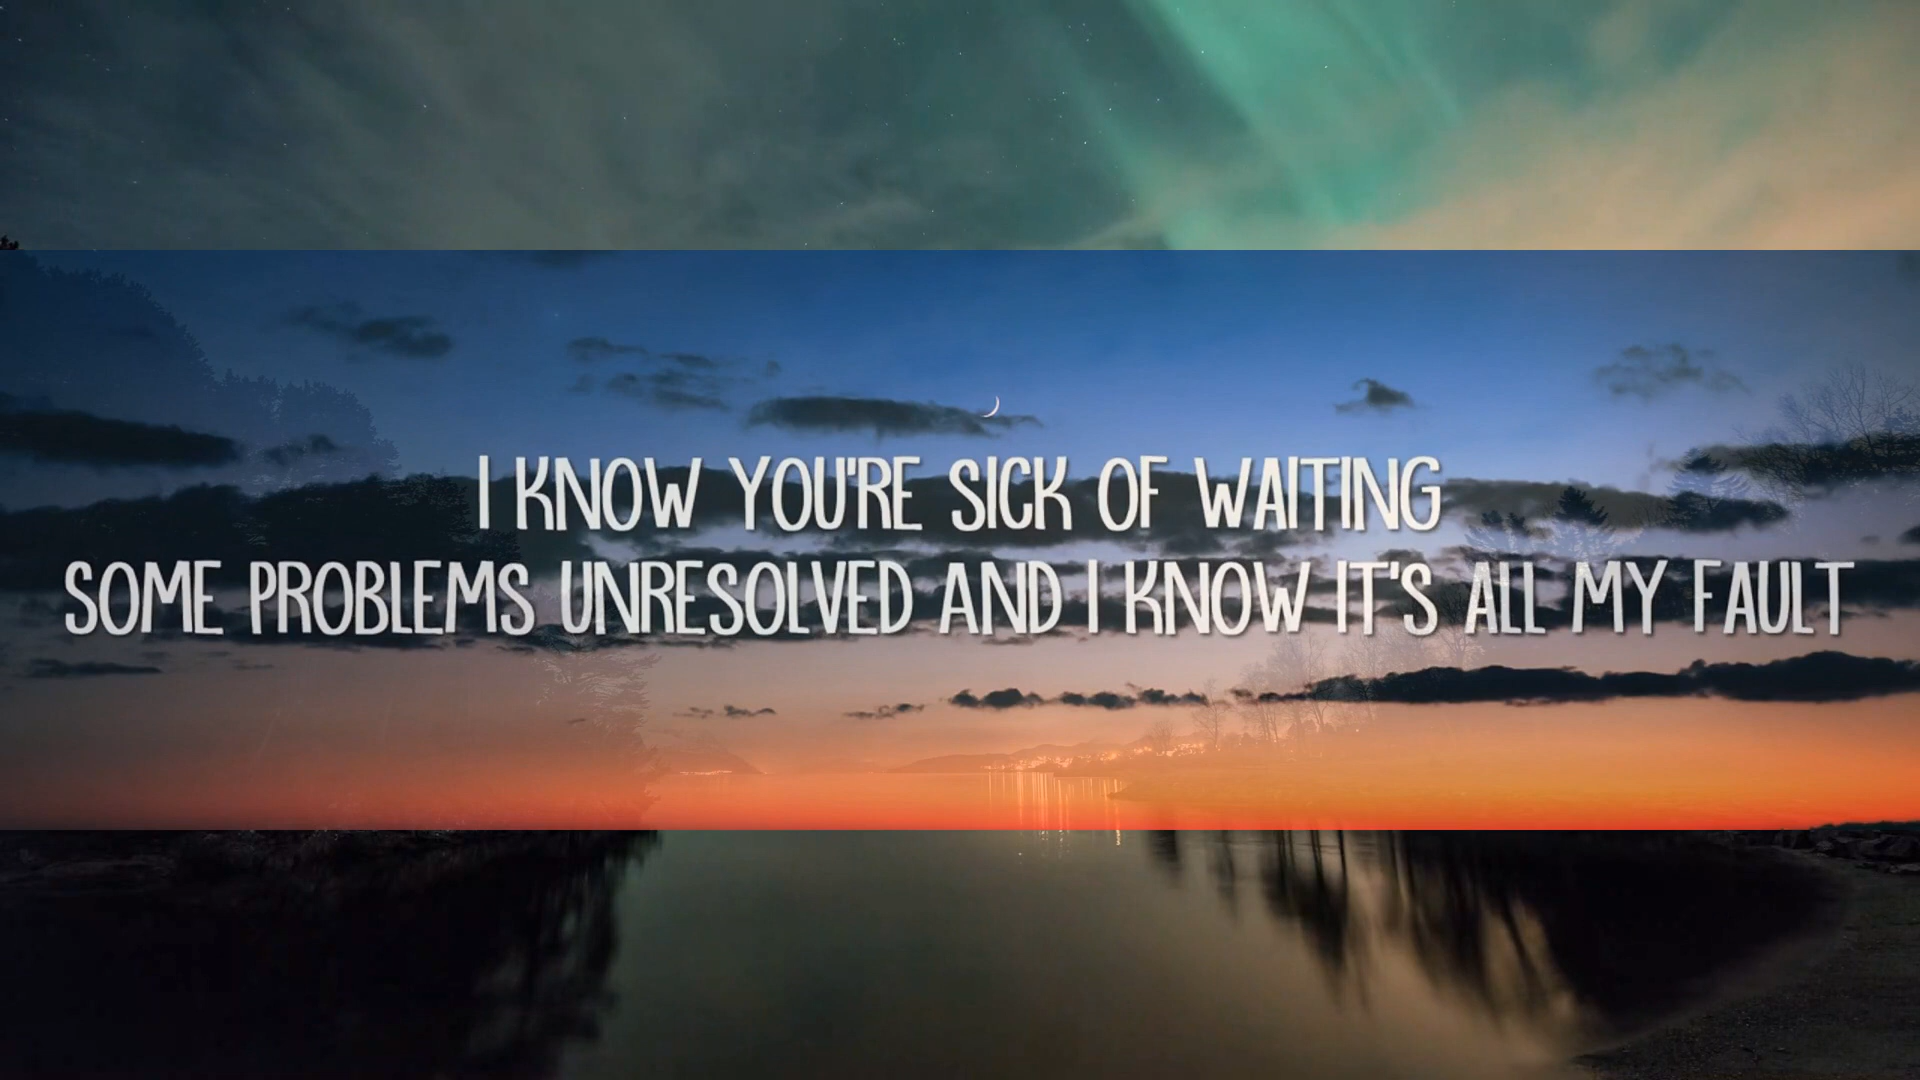 I KNOW YOU'RE SICK OF WAITING
SOME PROBLEMS UNRESOLVED AND I KNOW IT'S ALL MY FAULT